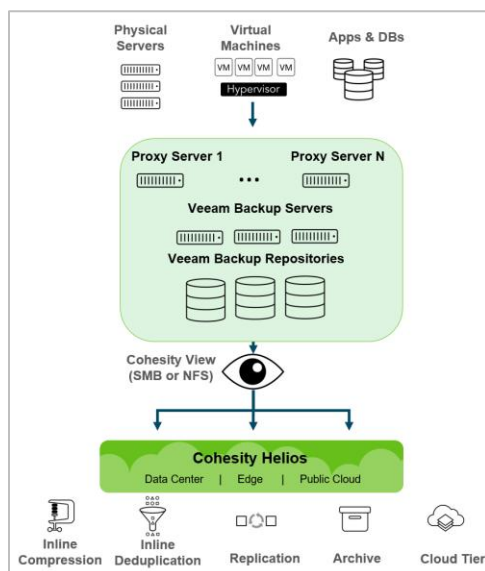 Physical
Servers
Virtual
Machines
Apps & DBs
VM VM VM VM
Hypervisor
Proxy Server 1
Proxy Server N
Veeam Backup Servers
Veeam Backup Repositories
Cohesity View
(SMB or NFS)
Cohesity Helios
Data Center | Edge | Public Cloud
Inline
Compression
Inline
Deduplication
Replication
Archive
Cloud Tier